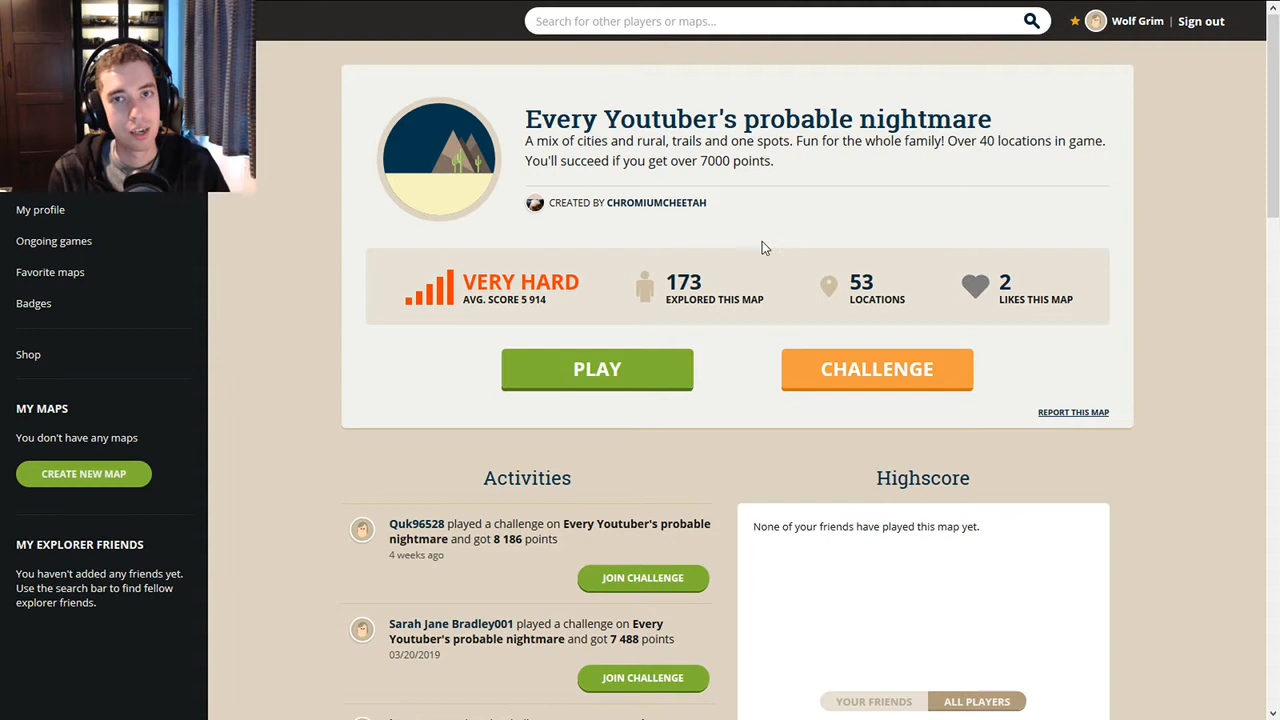 Search for other players or maps...
Wolf Grim | Sign out
My profile
Ongoing games
Favorite maps
Badges
Shop
MY MAPS
You don't have any maps
CREATE NEW MAP
MY EXPLORER FRIENDS
You haven't added any friends yet.
Use the search bar to find fellow
explorer friends.
Every Youtuber's probable nightmare
A mix of cities and rural, trails and one spots. Fun for the whole family! Over 40 locations in game.
You'll succeed if you get over 7000 points.
CREATED BY CHROMIUMCHEETAH
VERY HARD
AVG. SCORE 5 914
173
EXPLORED THIS MAP
53
LOCATIONS
2
LIKES THIS MAP
PLAY
CHALLENGE
REPORT THIS MAP
Activities
Quk96528 played a challenge on Every Youtuber's probable
nightmare and got 8 186 points
4 weeks ago
JOIN CHALLENGE
Sarah Jane Bradley001 played a challenge on Every
Youtuber's probable nightmare and got 7 488 points
03/20/2019
JOIN CHALLENGE
Highscore
None of your friends have played this map yet.
YOUR FRIENDS
ALL PLAYERS